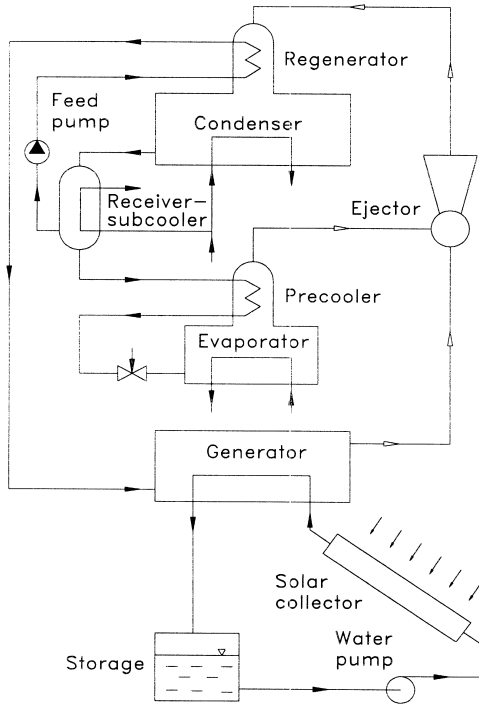 Regenerator
Feed
pump
Condenser
Receiver–
subcooler
Ejector
Precooler
Evaporator
Generator
Solar
collector
Water
pump
Storage